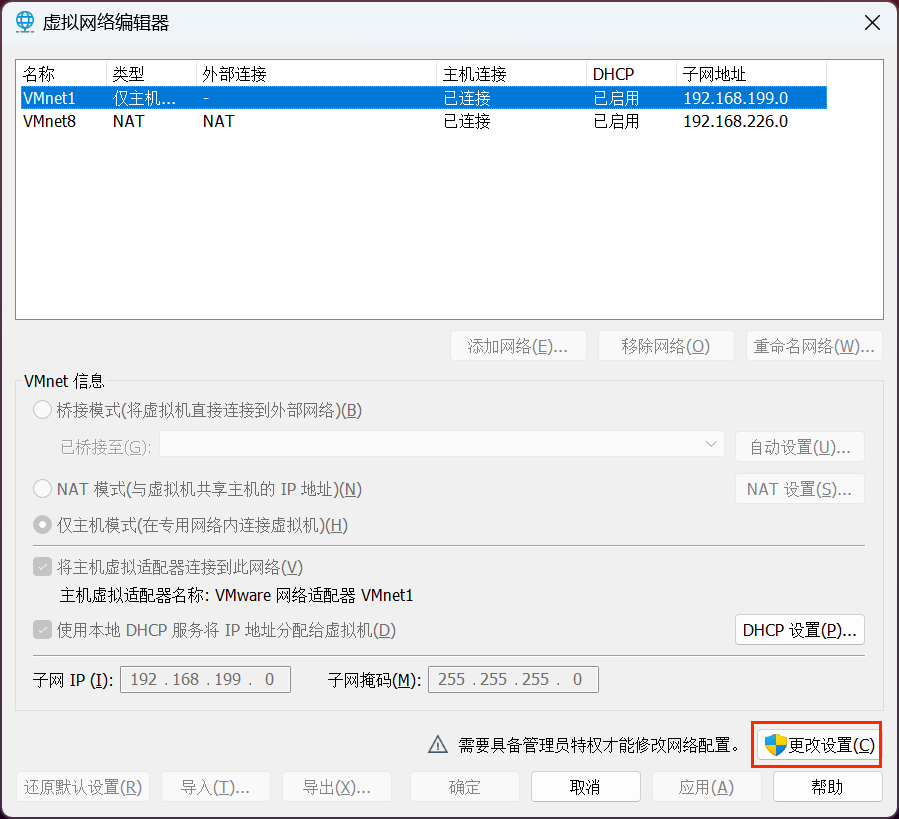 虚拟网络编辑器
名称 类型 外部连接 主机连接 DHCP 子网地址
VMnet1 仅主机... - 已连接 已启用 192.168.199.0
VMnet8 NAT NAT 已连接 已启用 192.168.226.0
添加网络(E)... 移除网络(O) 重命名网络(W)...
VMnet 信息
桥接模式(将虚拟机直接连接到外部网络)(B)
已桥接至(G): 自动设置(U)...
NAT 模式(与虚拟机共享主机的 IP 地址)(N) NAT 设置(S)...
仅主机模式(在专用网络内连接虚拟机)(H)
将主机虚拟适配器连接到此网络(V)
主机虚拟适配器名称: VMware 网络适配器 VMnet1
使用本地 DHCP 服务将 IP 地址分配给虚拟机(D) DHCP 设置(P)...
子网 IP (I): 192 . 168 . 199 . 0 子网掩码(M): 255 . 255 . 255 . 0
需要具备管理员特权才能修改网络配置。 更改设置(C)
还原默认设置(R) 导入(T)... 导出(X)... 确定 取消 应用(A) 帮助